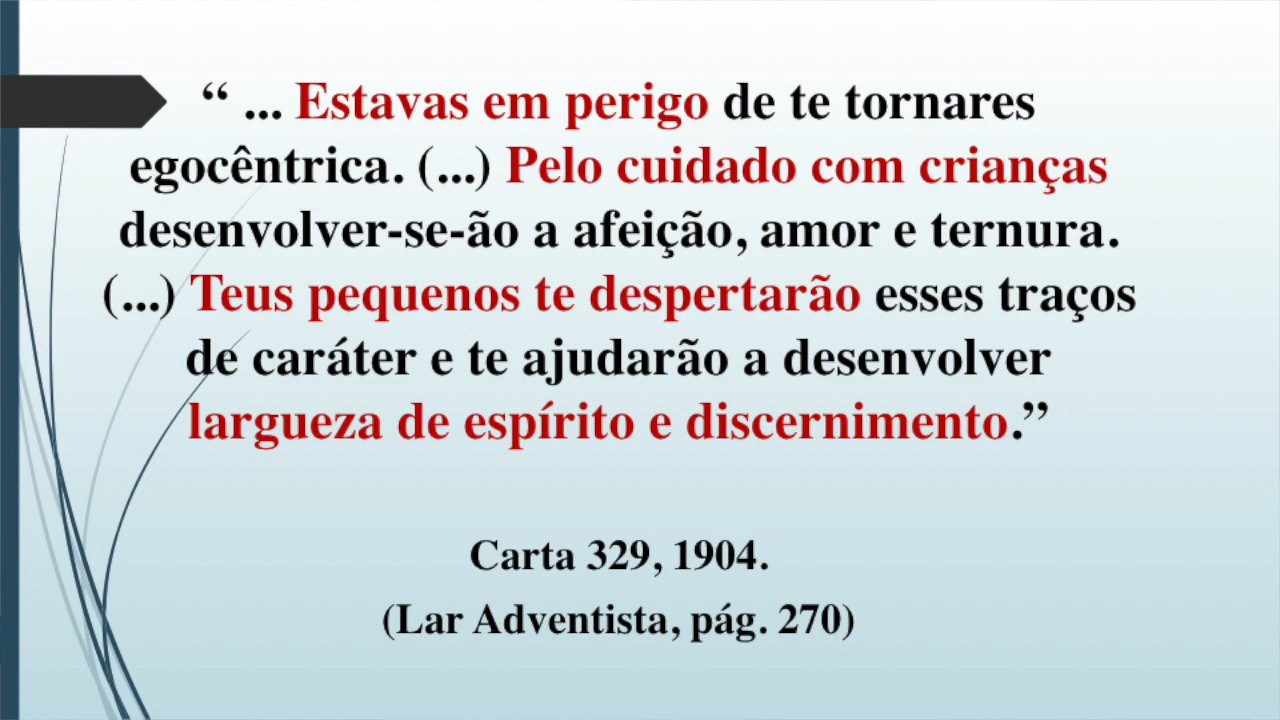 “ ... Estavas em perigo de te tornares
egocêntrica. (...) Pelo cuidado com crianças
desenvolver-se-ão a afeição, amor e ternura.
(...) Teus pequenos te despertarão esses traços
de caráter e te ajudarão a desenvolver
largueza de espírito e discernimento.”
Carta 329, 1904.
(Lar Adventista, pág. 270)